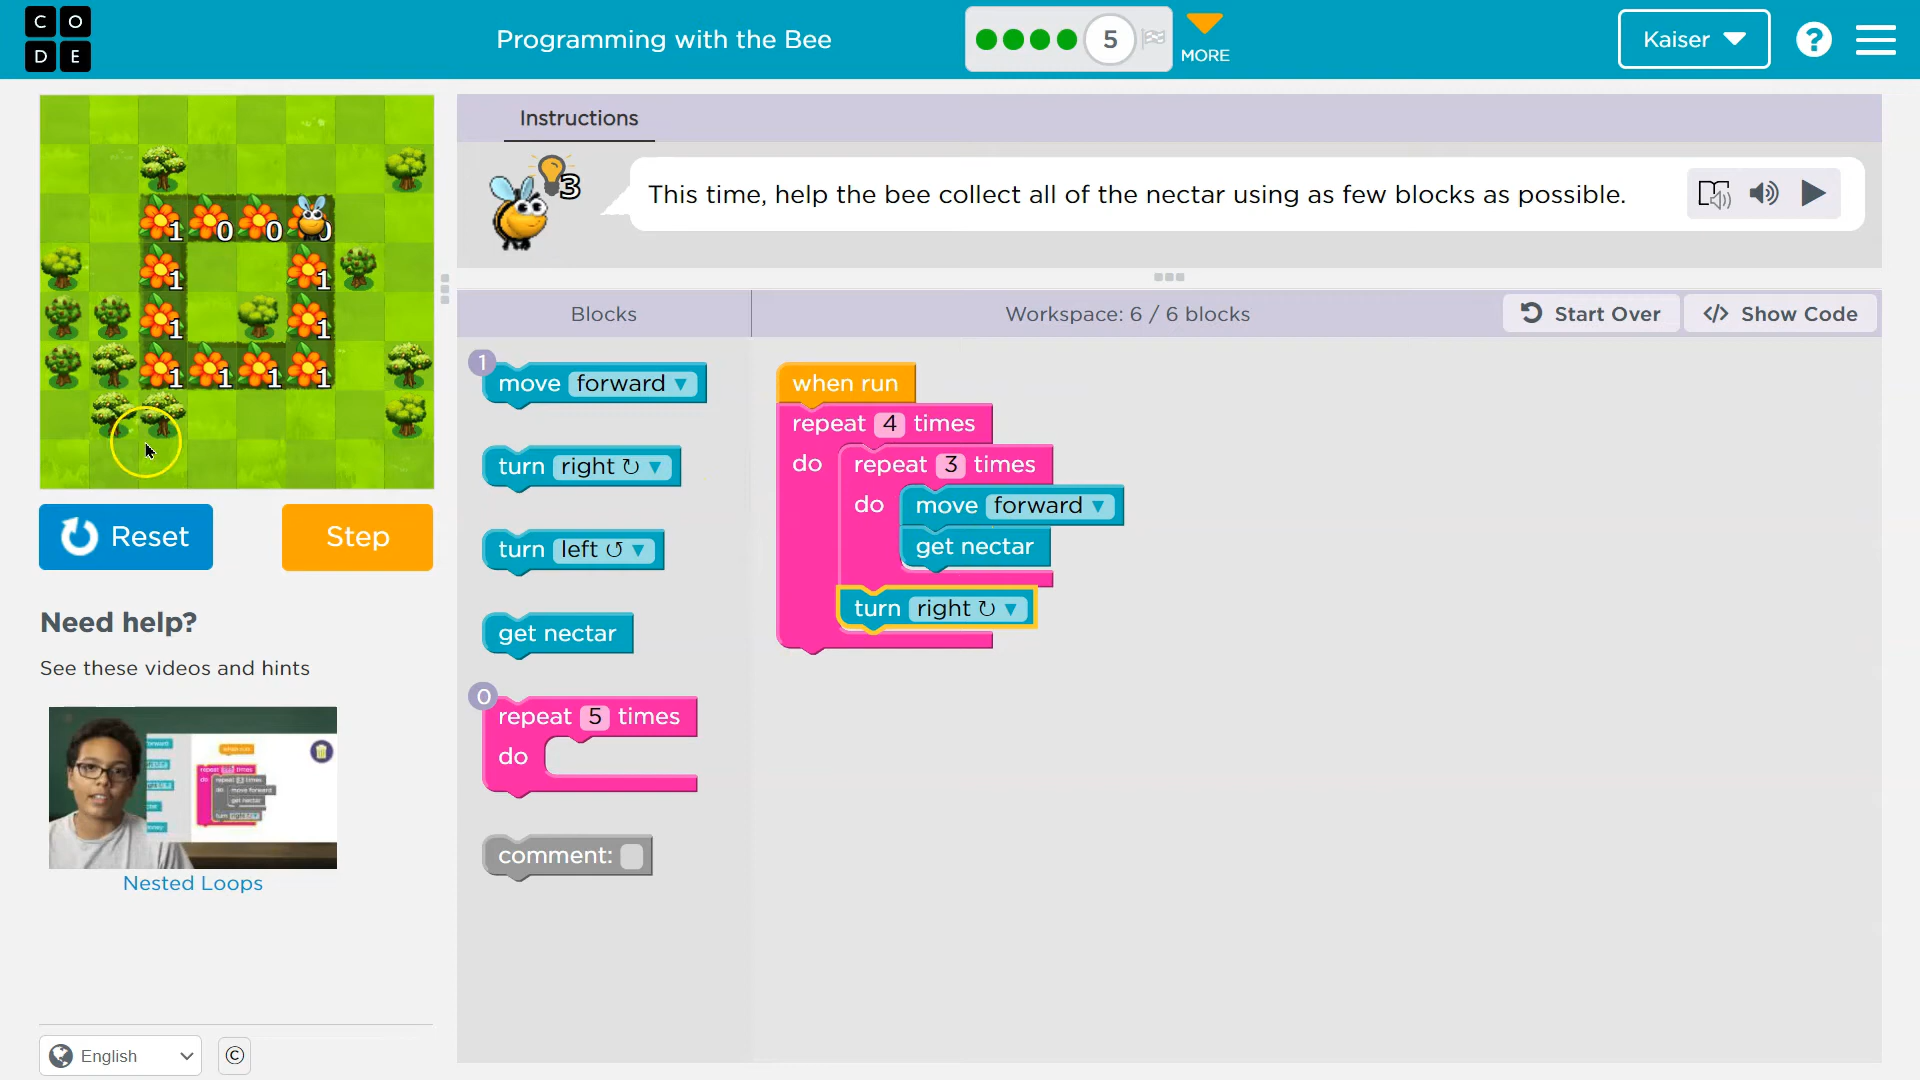 C O
D E
Programming with the Bee
5
MORE
Kaiser
?
Instructions
3
This time, help the bee collect all of the nectar using as few blocks as possible.
1 0 0 0
1 1
1 1
1 1 1 1
Blocks
Workspace: 6 / 6 blocks
Start Over
</> Show Code
1
move forward ▼
turn right ↻ ▼
turn left ↺ ▼
get nectar
0
repeat 5 times
do
comment:
when run
repeat 4 times
do repeat 3 times
do move forward ▼
get nectar
turn right ↻ ▼
Reset
Step
Need help?
See these videos and hints
Nested Loops
English
©